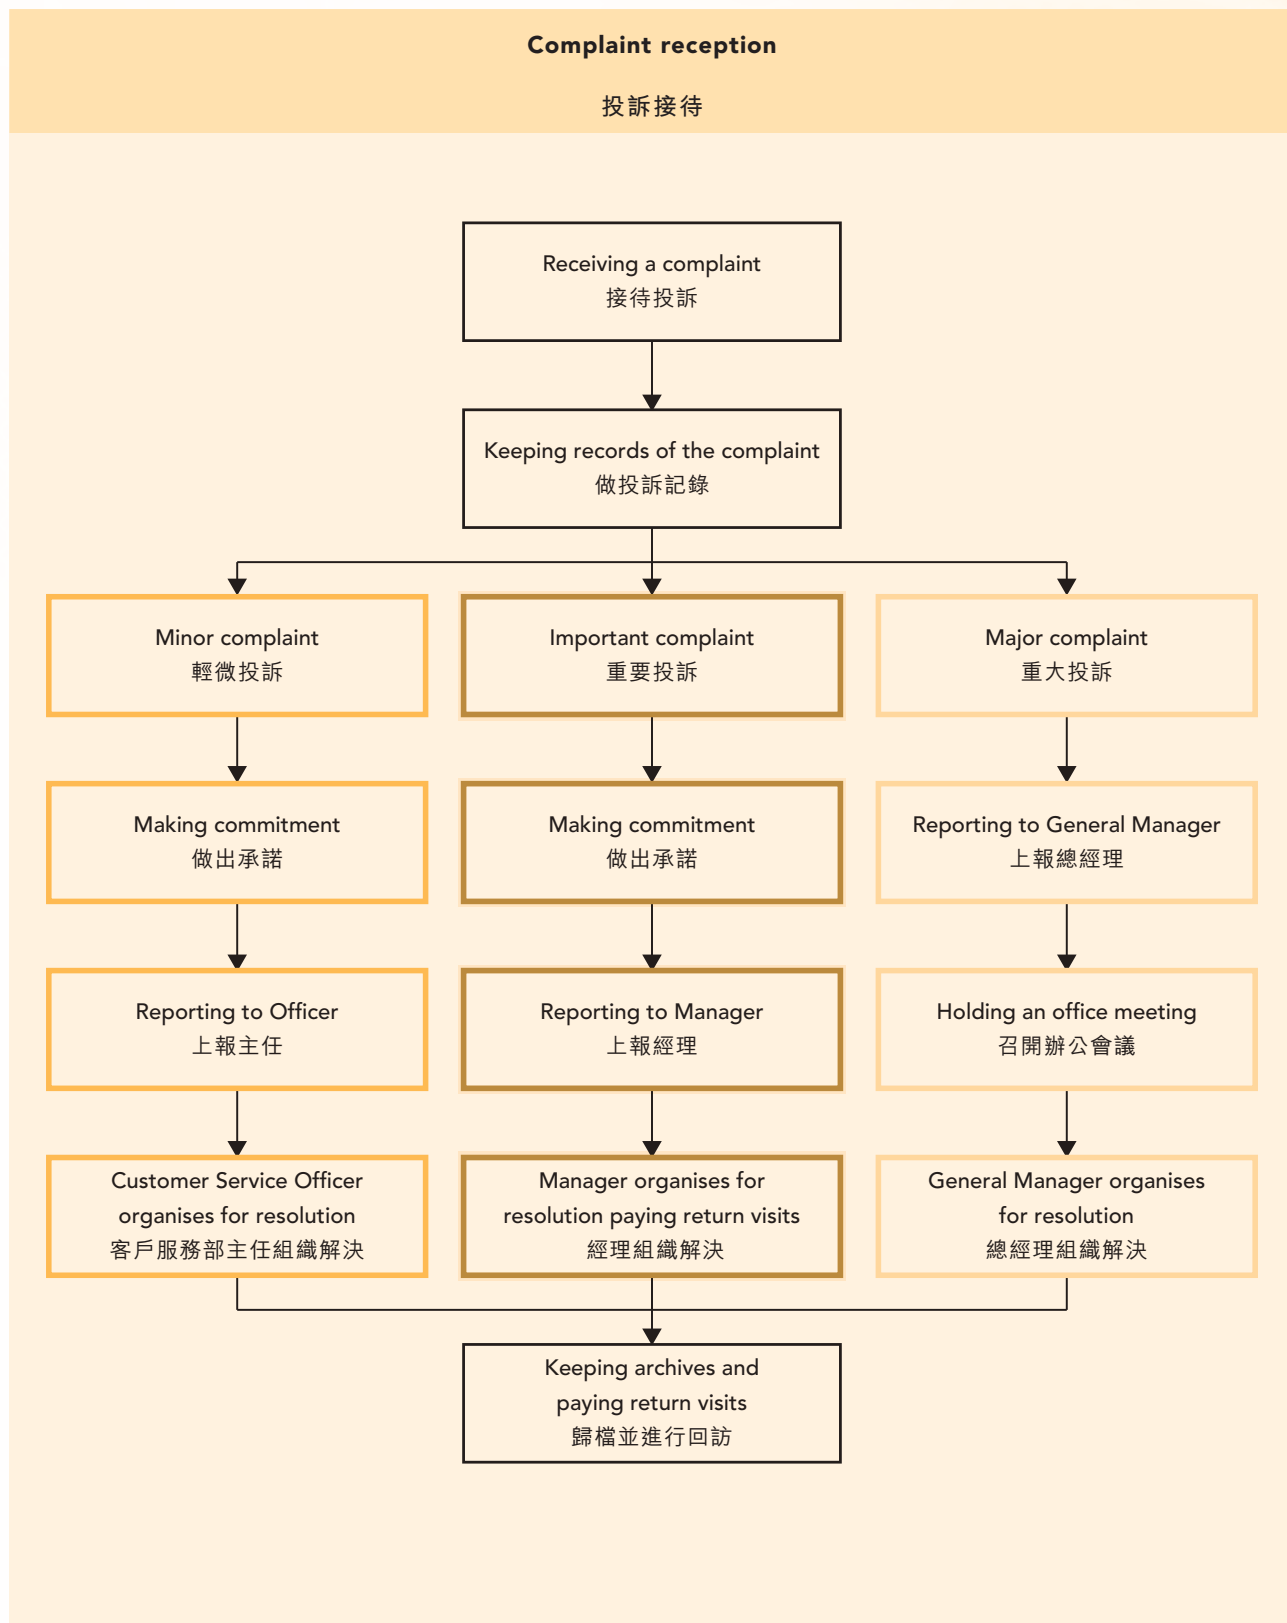 Complaint reception
投訴接待
Receiving a complaint
接待投訴
Keeping records of the complaint
做投訴記錄
Minor complaint
輕微投訴
Important complaint
重要投訴
Major complaint
重大投訴
Making commitment
做出承諾
Making commitment
做出承諾
Reporting to General Manager
上報總經理
Reporting to Officer
上報主任
Reporting to Manager
上報經理
Holding an office meeting
召開辦公會議
Customer Service Officer
organises for resolution
客戶服務部主任組織解決
Manager organises for
resolution paying return visits
經理組織解決
General Manager organises
for resolution
總經理組織解決
Keeping archives and
paying return visits
歸檔並進行回訪